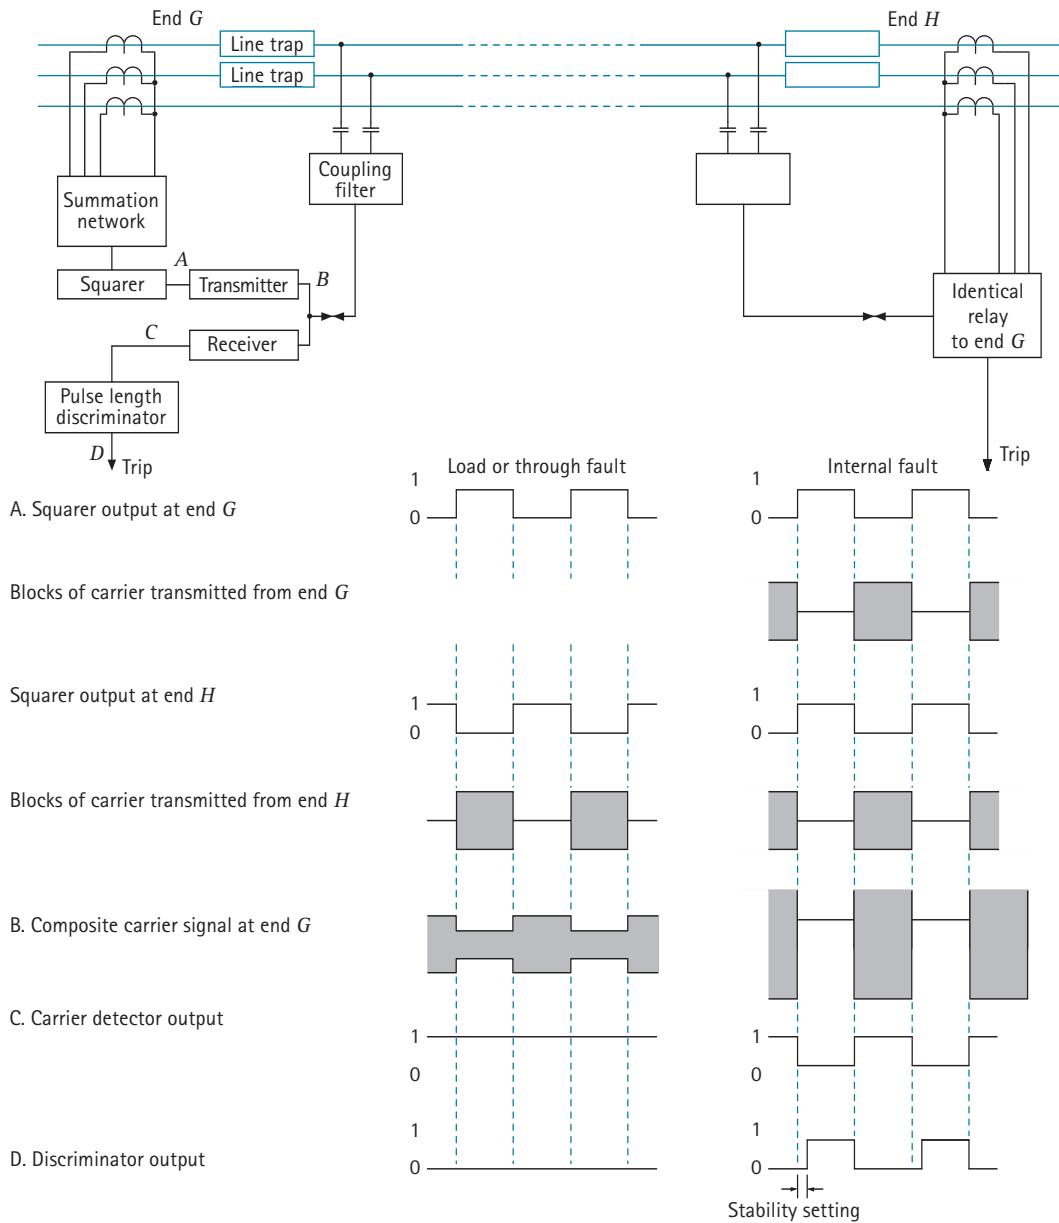 End G
End H
Line trap
Line trap
Coupling
filter
Summation
network
A
B
Squarer
Transmitter
Identical
relay
to end G
C
Receiver
Pulse length
discriminator
D
Trip
Trip
Load or through fault
Internal fault
A. Squarer output at end G
1
0
1
0
Blocks of carrier transmitted from end G
Squarer output at end H
1
0
1
0
Blocks of carrier transmitted from end H
B. Composite carrier signal at end G
C. Carrier detector output
1
0
1
0
D. Discriminator output
1
0
1
0
Stability setting